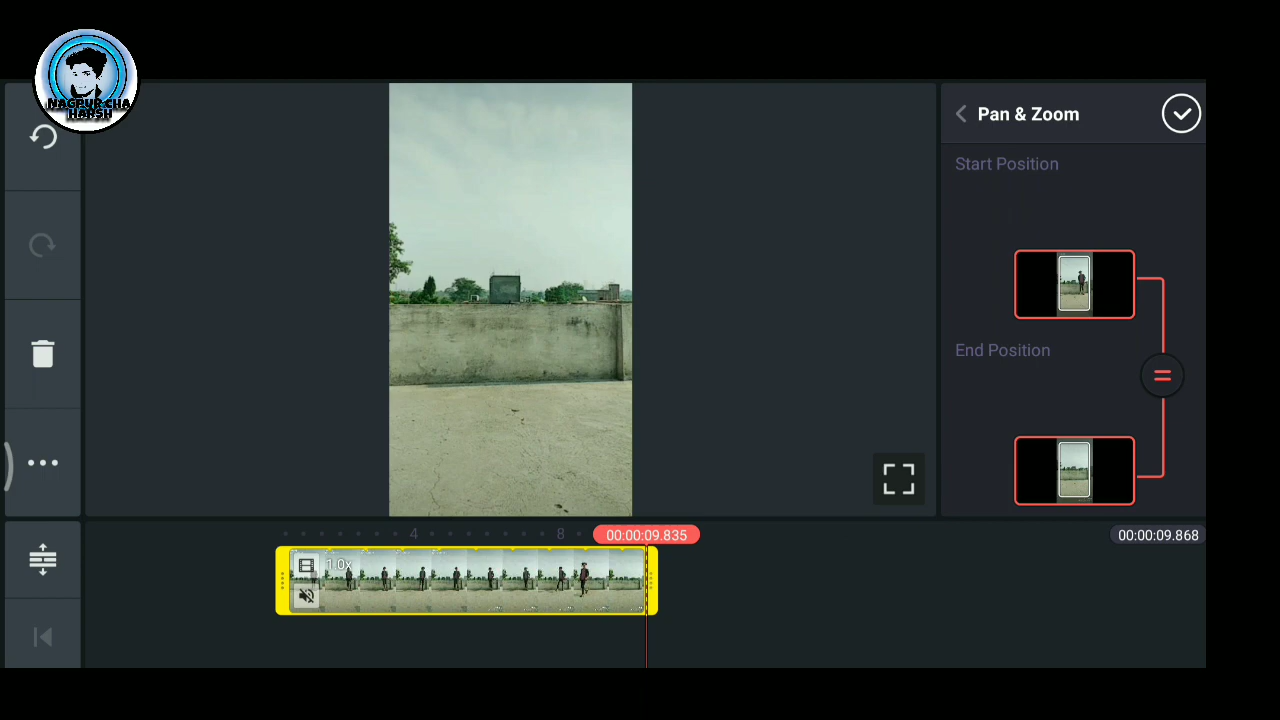 NAGPUR CHA
HARSH
Pan & Zoom
Start Position
End Position
4
8
00:00:09.835
00:00:09.868
1.0x